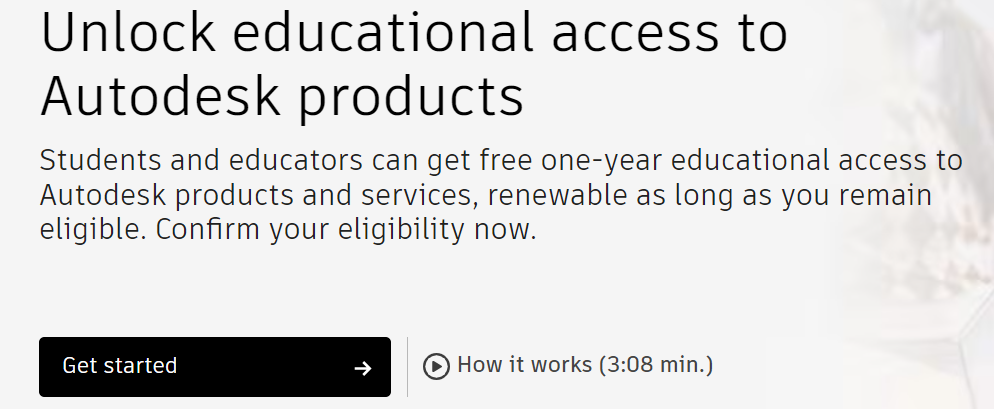 Unlock educational access to
Autodesk products
Students and educators can get free one-year educational access to
Autodesk products and services, renewable as long as you remain
eligible. Confirm your eligibility now.
Get started
How it works (3:08 min.)